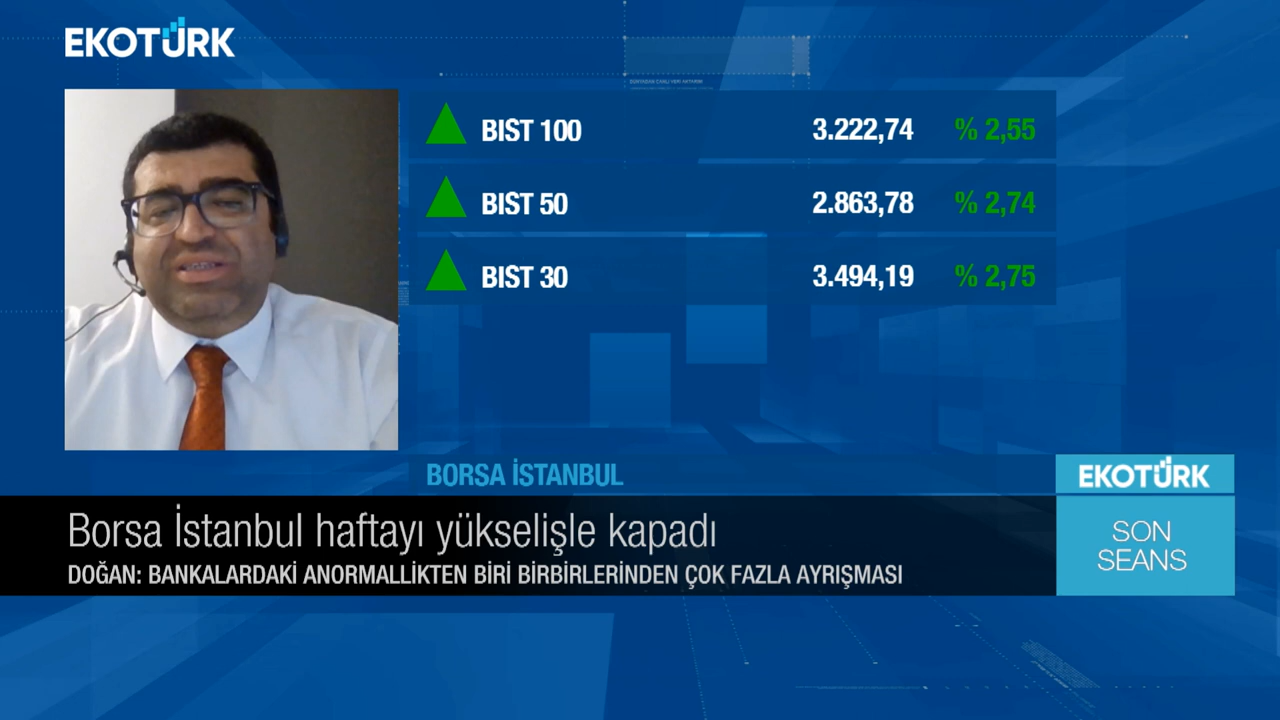 EKOTÜRK
BIST 100 3.222,74 % 2,55
BIST 50 2.863,78 % 2,74
BIST 30 3.494,19 % 2,75
BORSA İSTANBUL
EKOTÜRK
Borsa İstanbul haftayı yükselişle kapadı
DOĞAN: BANKALARDAKİ ANORMALLİKTEN BİRİ BİRBİRLERİNDEN ÇOK FAZLA AYRIŞMASI
SON
SEANS